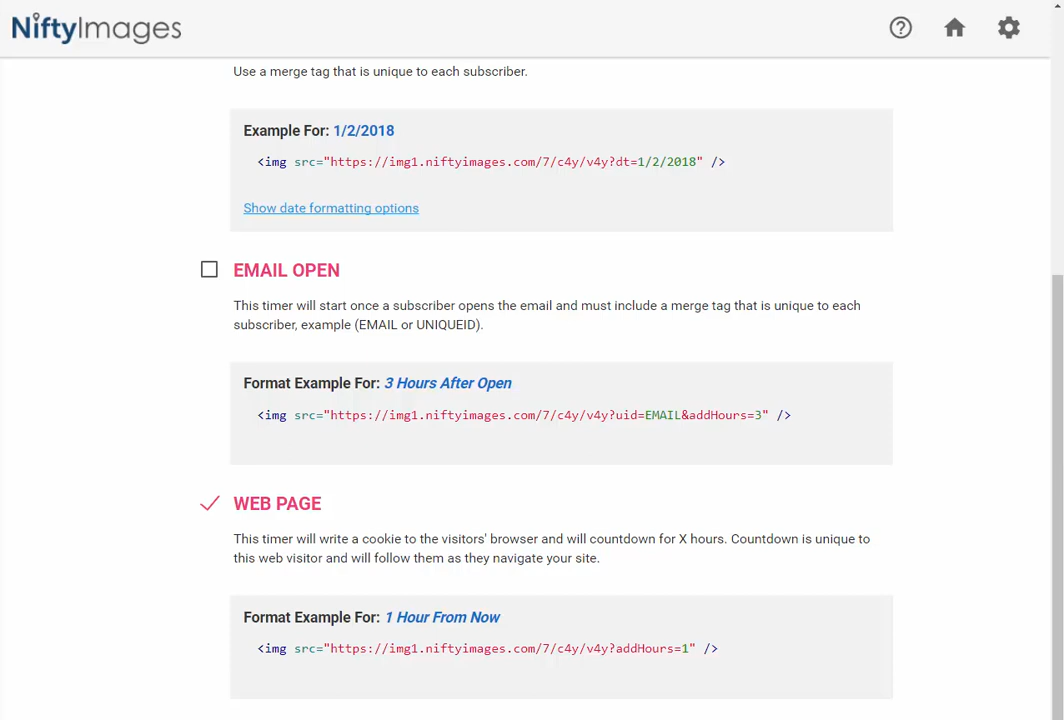 NiftyImages
Use a merge tag that is unique to each subscriber.
Example For: 1/2/2018
<img src="https://img1.niftyimages.com/7/c4y/v4y?dt=1/2/2018" />
Show date formatting options
EMAIL OPEN
This timer will start once a subscriber opens the email and must include a merge tag that is unique to each
subscriber, example (EMAIL or UNIQUEID).
Format Example For: 3 Hours After Open
<img src="https://img1.niftyimages.com/7/c4y/v4y?uid=EMAIL&addHours=3" />
WEB PAGE
This timer will write a cookie to the visitors' browser and will countdown for X hours. Countdown is unique to
this web visitor and will follow them as they navigate your site.
Format Example For: 1 Hour From Now
<img src="https://img1.niftyimages.com/7/c4y/v4y?addHours=1" />